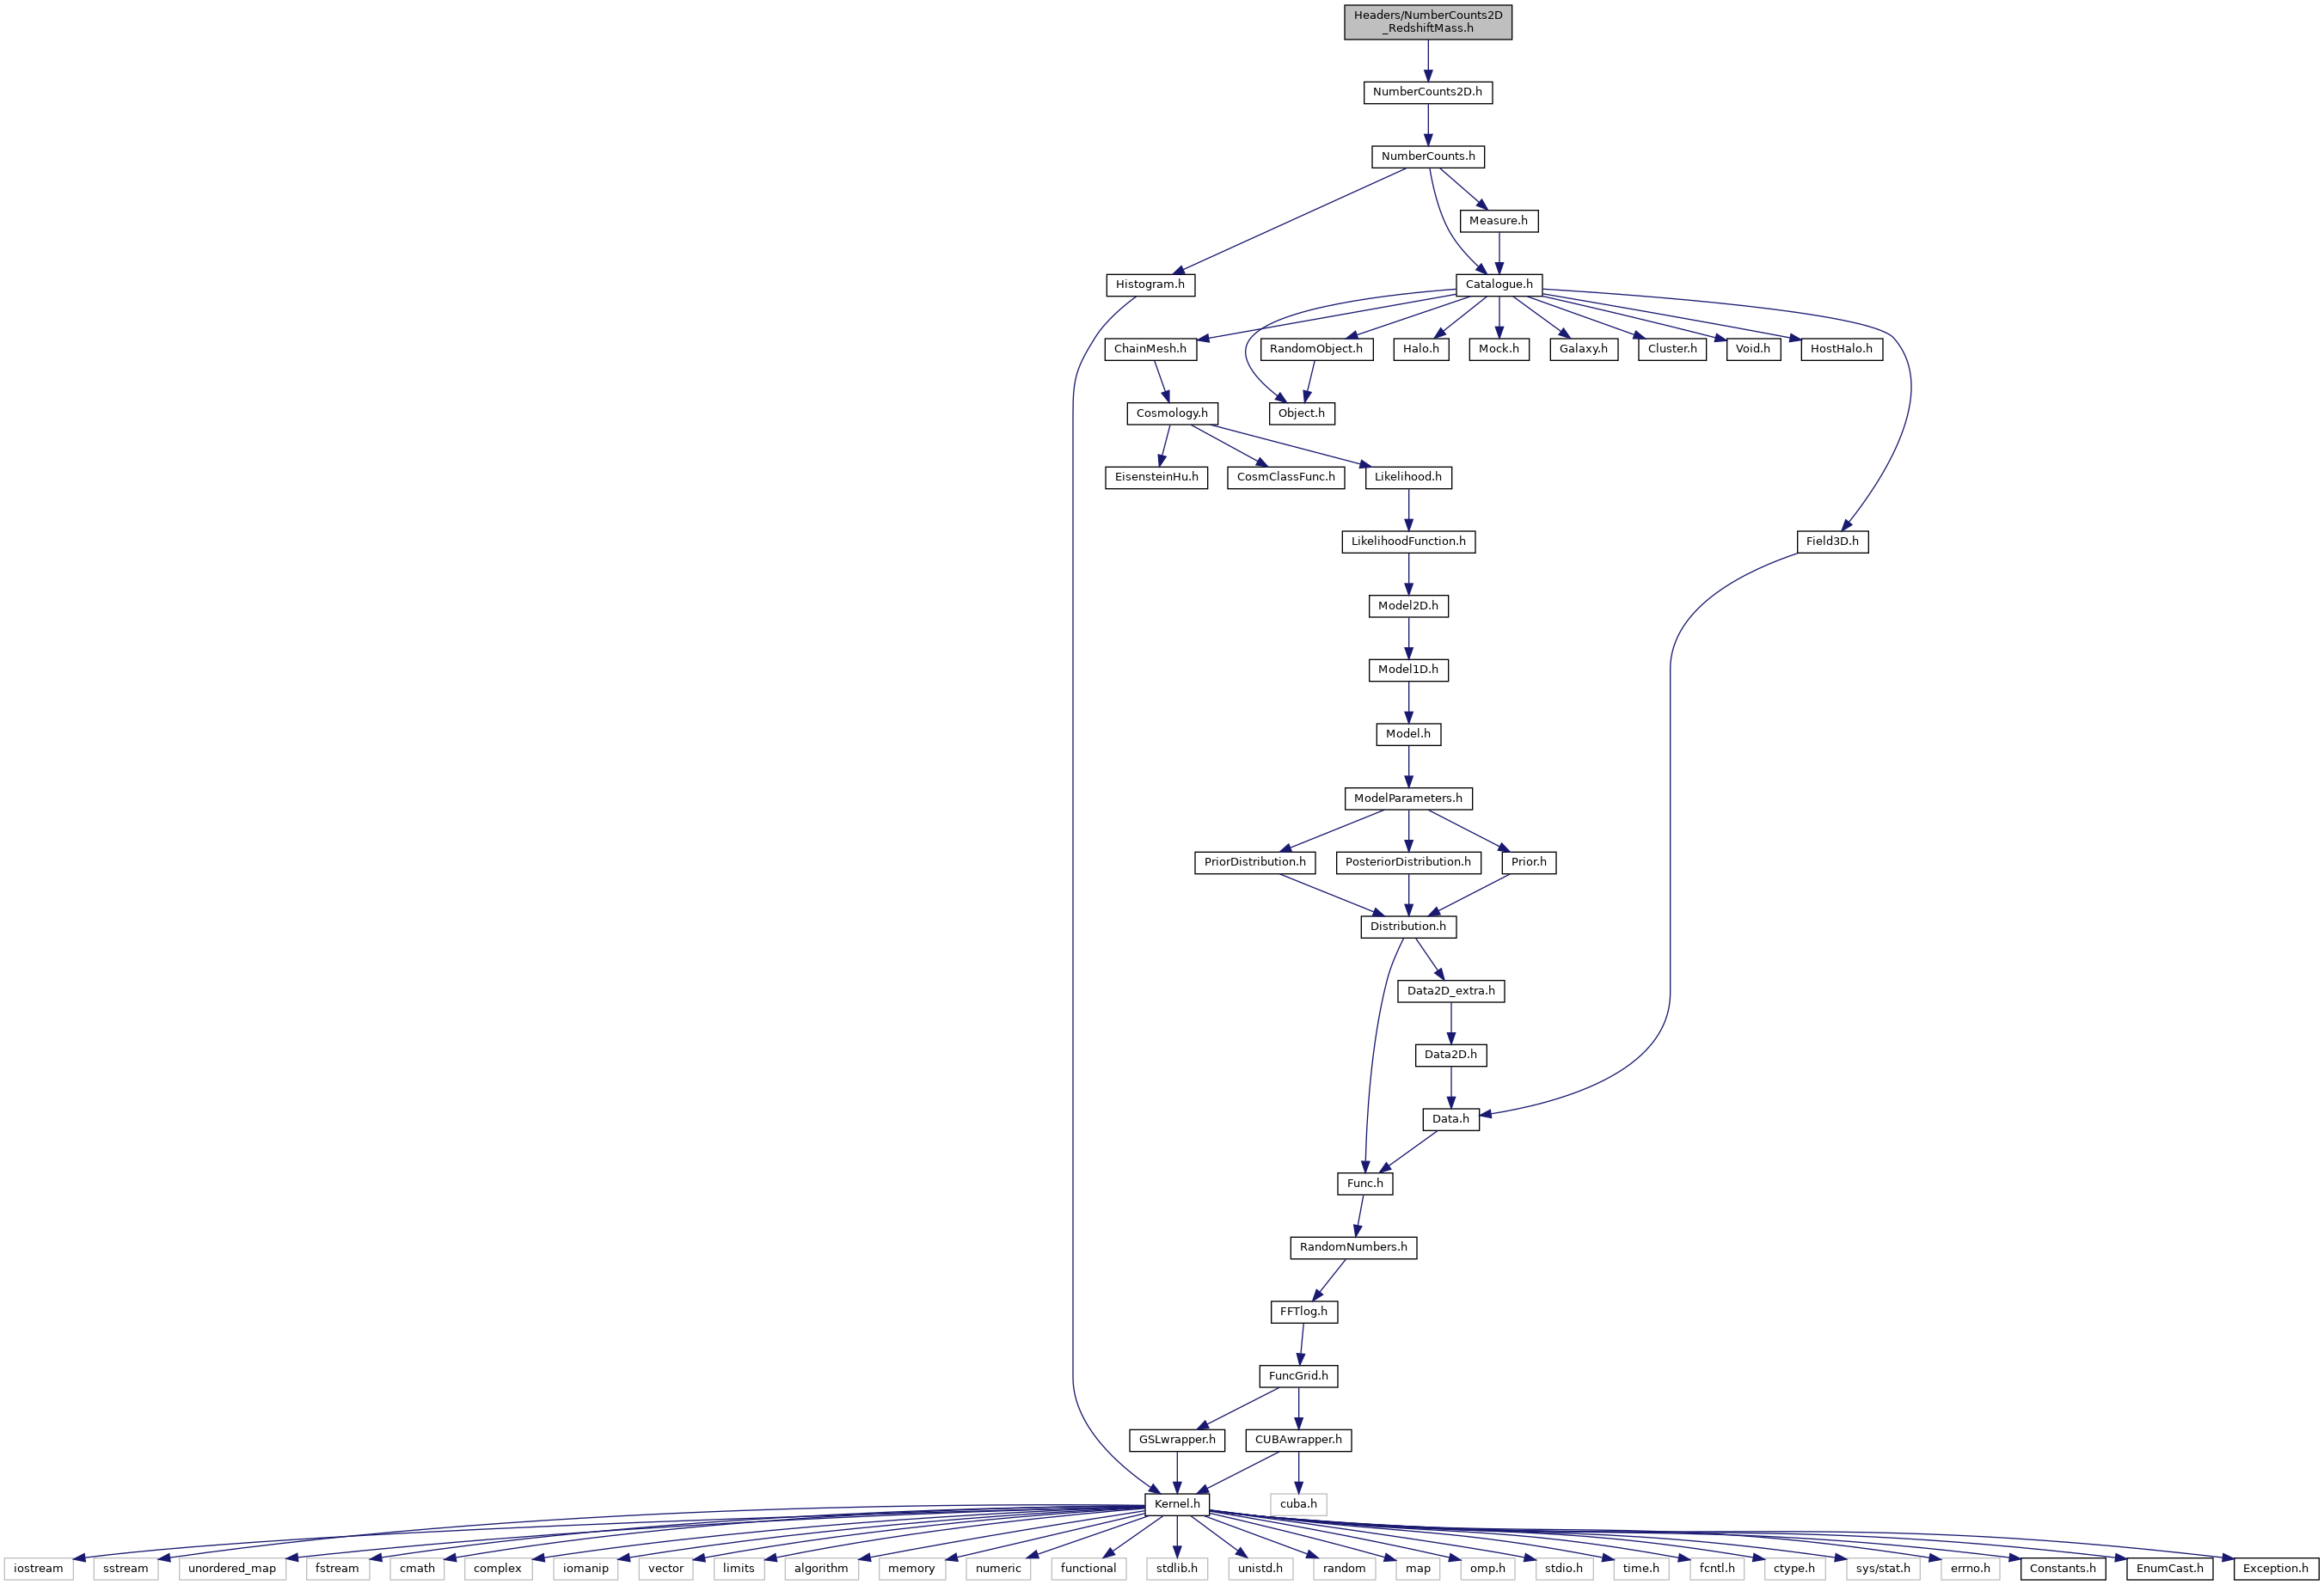 Headers/NumberCounts2D
_RedshiftMass.h
NumberCounts2D.h
NumberCounts.h
Measure.h
Histogram.h
Catalogue.h
ChainMesh.h
RandomObject.h
Halo.h
Mock.h
Galaxy.h
Cluster.h
Void.h
HostHalo.h
Cosmology.h
Object.h
EisensteinHu.h
CosmClassFunc.h
Likelihood.h
LikelihoodFunction.h
Field3D.h
Model2D.h
Model1D.h
Model.h
ModelParameters.h
PriorDistribution.h
PosteriorDistribution.h
Prior.h
Distribution.h
Data2D_extra.h
Data2D.h
Data.h
Func.h
RandomNumbers.h
FFTlog.h
FuncGrid.h
GSLwrapper.h
CUBAwrapper.h
Kernel.h
cuba.h
iostream
sstream
unordered_map
fstream
cmath
complex
iomanip
vector
limits
algorithm
memory
numeric
functional
stdlib.h
unistd.h
random
map
omp.h
stdio.h
time.h
fcntl.h
ctype.h
sys/stat.h
errno.h
Constants.h
EnumCast.h
Exception.h